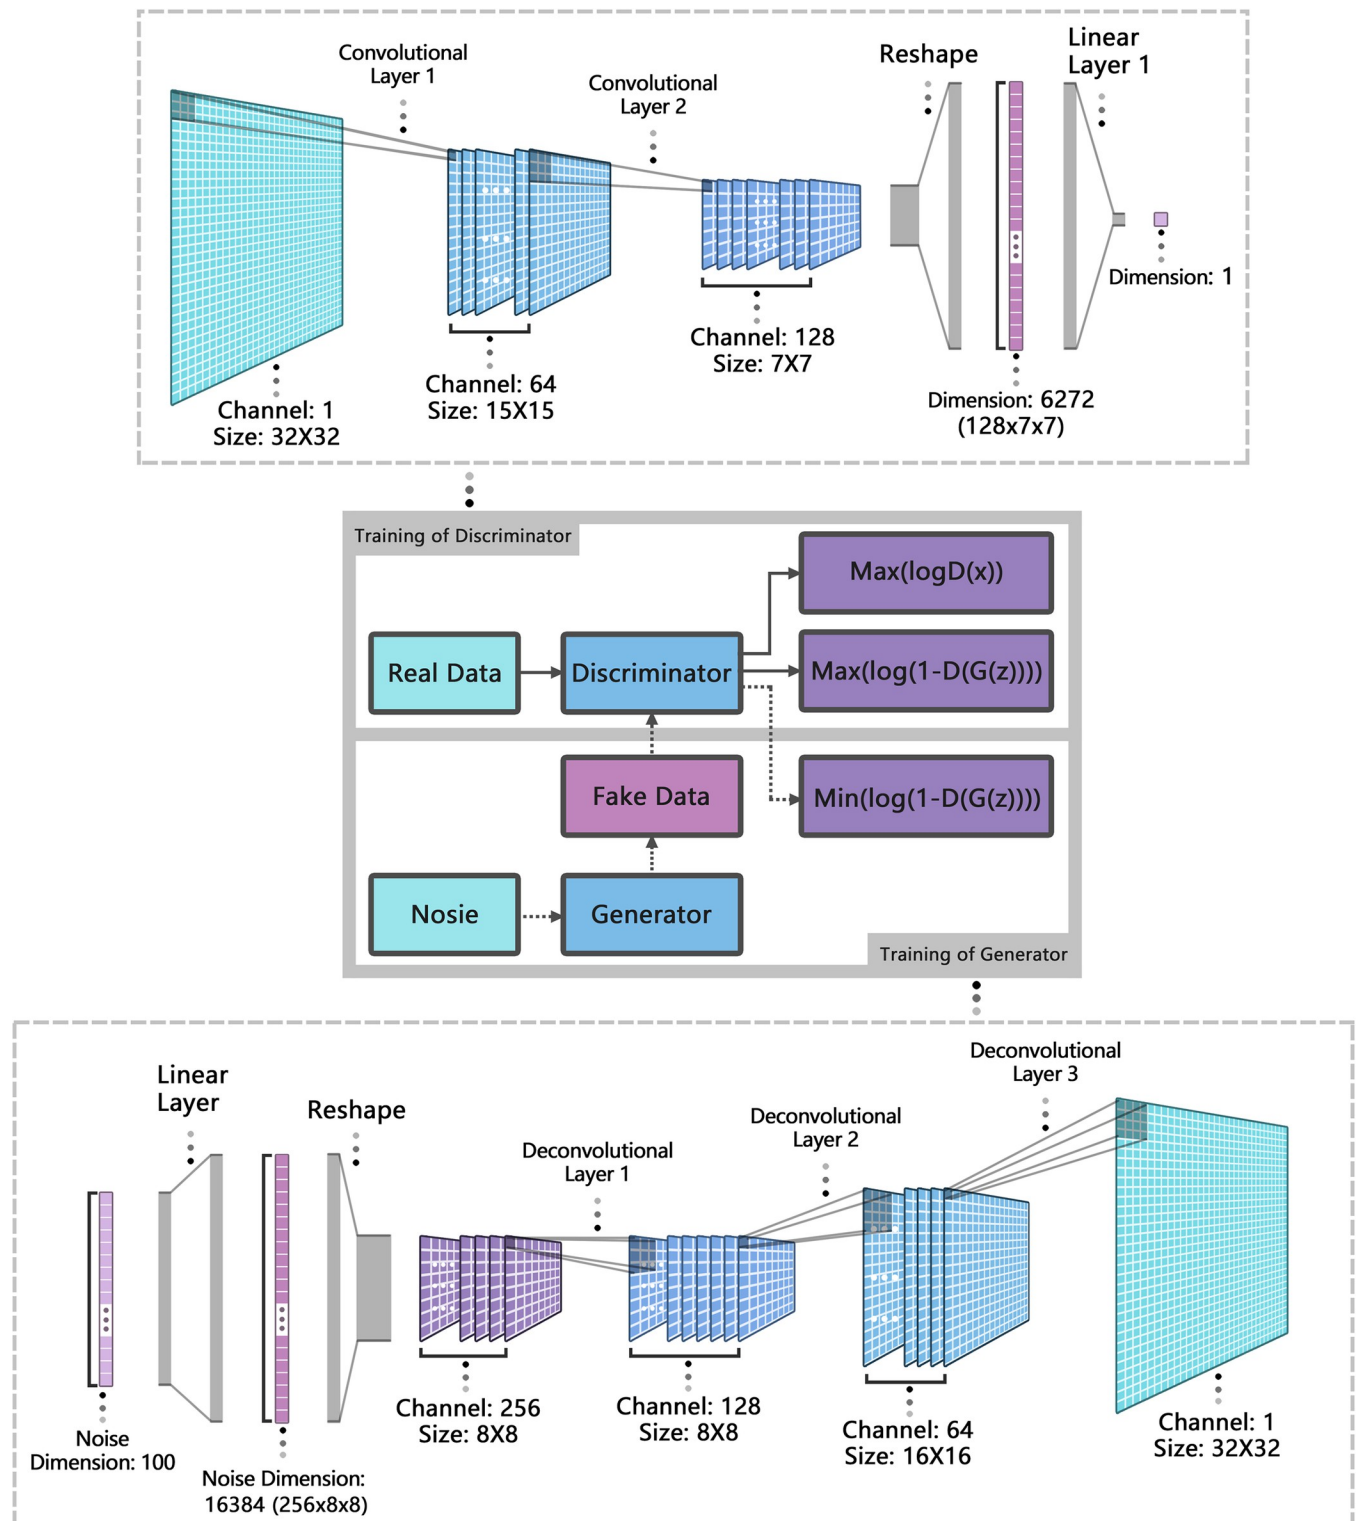 Convolutional
Layer 1
Convolutional
Layer 2
Reshape
Linear
Layer 1
Dimension: 1
Channel: 128
Size: 7X7
Channel: 64
Size: 15X15
Channel: 1
Size: 32X32
Dimension: 6272
(128x7x7)
Training of Discriminator
Max(logD(x))
Real Data
Discriminator
Max(log(1-D(G(z))))
Fake Data
Min(log(1-D(G(z))))
Nosie
Generator
Training of Generator
Deconvolutional
Layer 3
Linear
Layer
Reshape
Deconvolutional
Layer 2
Deconvolutional
Layer 1
Noise
Dimension: 100
Noise Dimension:
16384 (256x8x8)
Channel: 256
Size: 8X8
Channel: 128
Size: 8X8
Channel: 64
Size: 16X16
Channel: 1
Size: 32X32